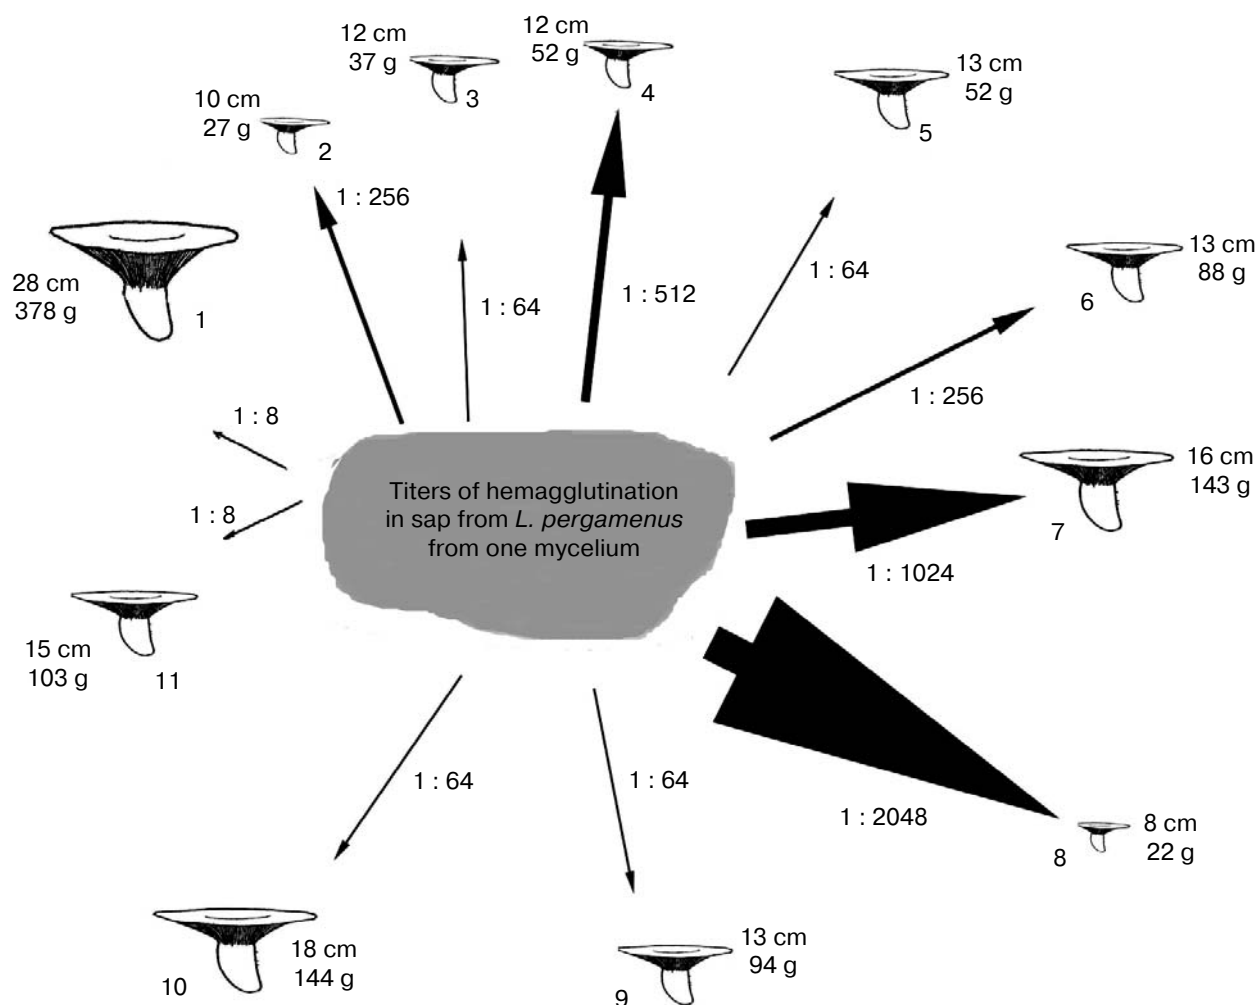 12 cm
37 g
3
12 cm
52 g
4
13 cm
52 g
5
10 cm
27 g
2
1 : 256
28 cm
378 g
1
1 : 64
1 : 512
1 : 64
13 cm
88 g
6
1 : 256
1 : 8
1 : 8
Titers of hemagglutination
in sap from L. pergamenus
from one mycelium
16 cm
143 g
7
1 : 1024
15 cm
103 g
11
1 : 64
1 : 64
1 : 2048
8 cm
22 g
8
18 cm
144 g
10
13 cm
94 g
9